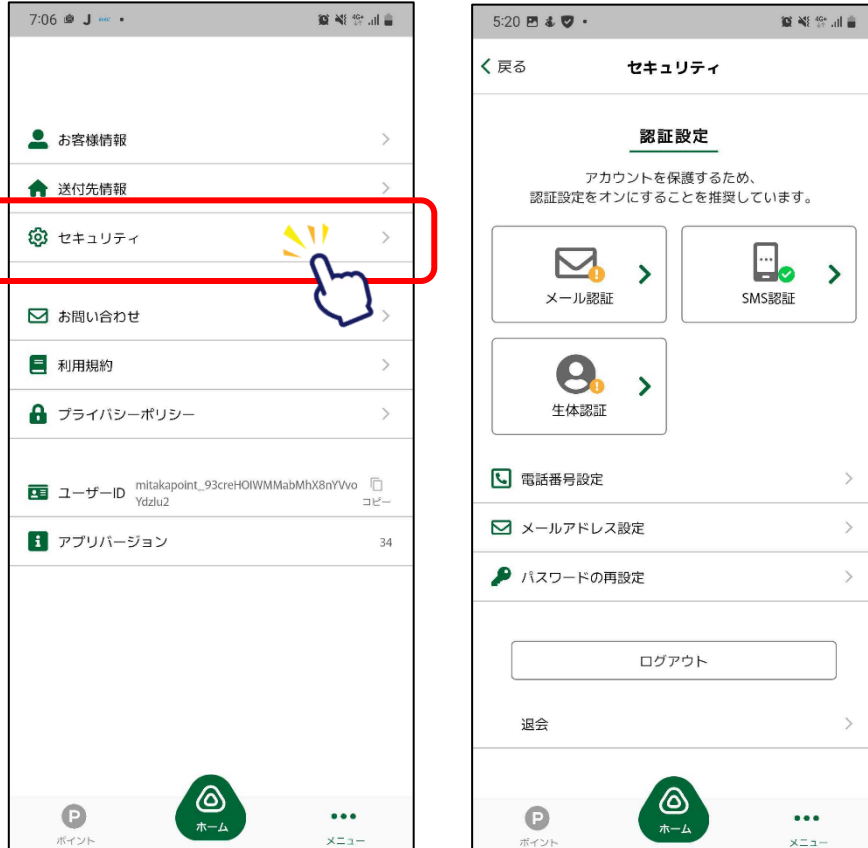 7:06
お客様情報
送付先情報
セキュリティ
お問い合わせ
利用規約
プライバシーポリシー
ユーザーID mitakapoint_93creHOIWMMabMhX8nYVvo
Ydzlu2
コピー
アプリバージョン 34
P
ポイント
ホーム
メニュー
5:20
戻る セキュリティ
認証設定
アカウントを保護するため、
認証設定をオンにすることを推奨しています。
メール認証 SMS認証
生体認証
電話番号設定
メールアドレス設定
パスワードの再設定
ログアウト
退会
P
ポイント
ホーム
メニュー